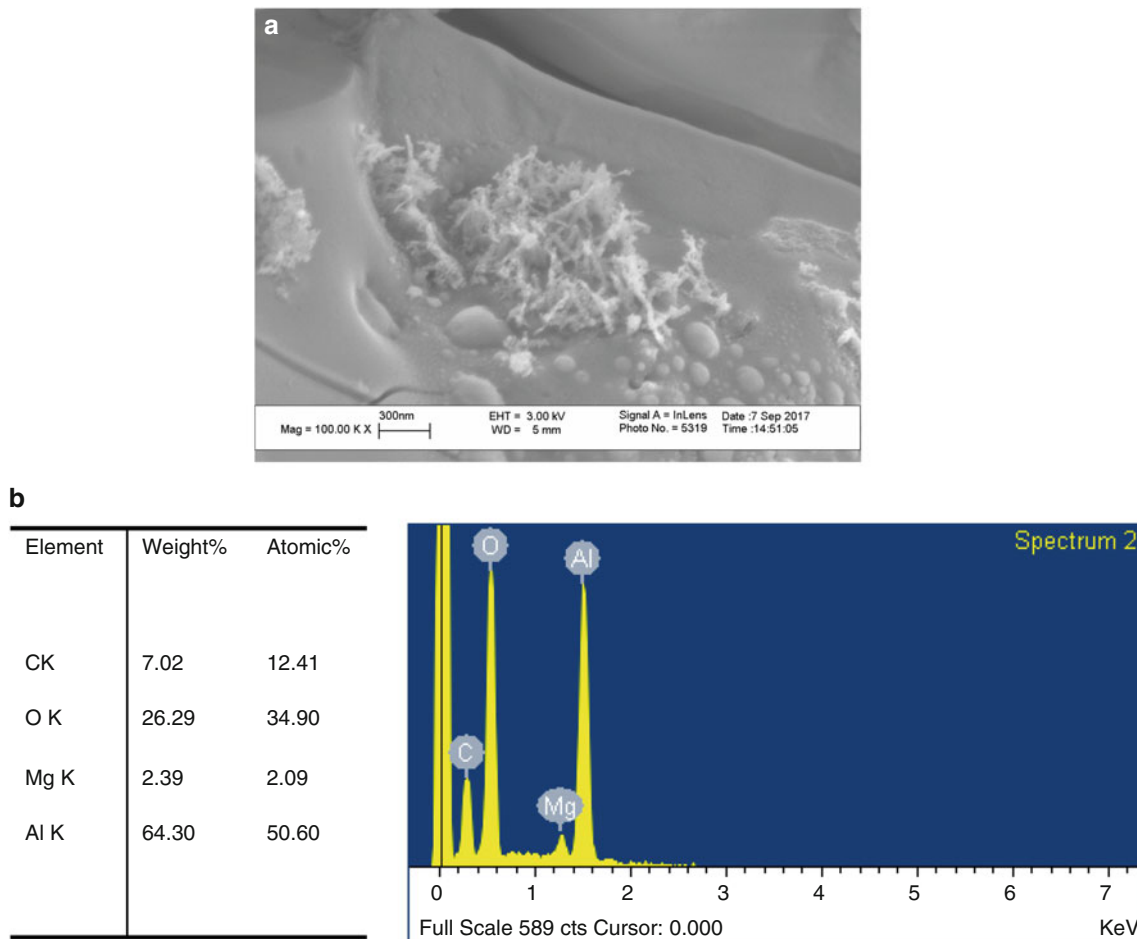 a
300nm
Mag = 100.00 K X
EHT = 3.00 kV
WD = 5 mm
Signal A = InLens
Photo No. = 5319
Date :7 Sep 2017
Time :14:51:05
b
Element Weight% Atomic%
CK 7.02 12.41
O K 26.29 34.90
Mg K 2.39 2.09
Al K 64.30 50.60
Spectrum 2
O
Al
C
Mg
0 1 2 3 4 5 6 7
Full Scale 589 cts Cursor: 0.000 KeV